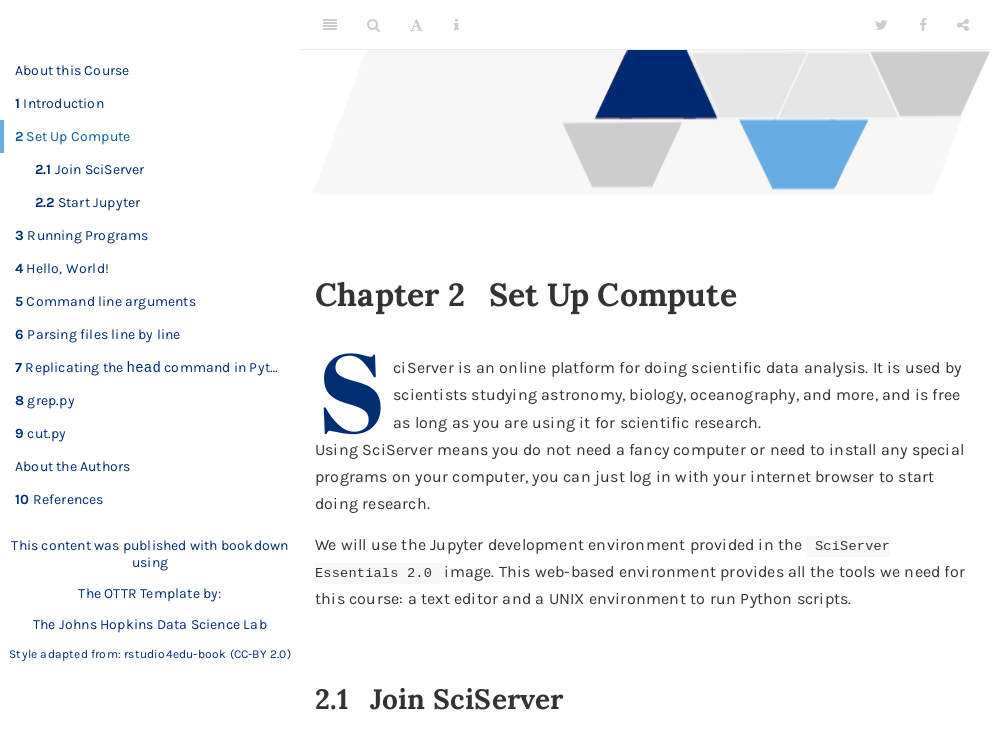 About this Course
1 Introduction
2 Set Up Compute
2.1 Join SciServer
2.2 Start Jupyter
3 Running Programs
4 Hello, World!
5 Command line arguments
6 Parsing files line by line
7 Replicating the head command in Pyt...
8 grep.py
9 cut.py
About the Authors
10 References
This content was published with bookdown
using
The OTTR Template by:
The Johns Hopkins Data Science Lab
Style adapted from: rstudio4edu-book (CC-BY 2.0)
Chapter 2 Set Up Compute
SciServer is an online platform for doing scientific data analysis. It is used by
scientists studying astronomy, biology, oceanography, and more, and is free
as long as you are using it for scientific research.
Using SciServer means you do not need a fancy computer or need to install any special
programs on your computer, you can just log in with your internet browser to start
doing research.
We will use the Jupyter development environment provided in the SciServer
Essentials 2.0 image. This web-based environment provides all the tools we need for
this course: a text editor and a UNIX environment to run Python scripts.
2.1 Join SciServer